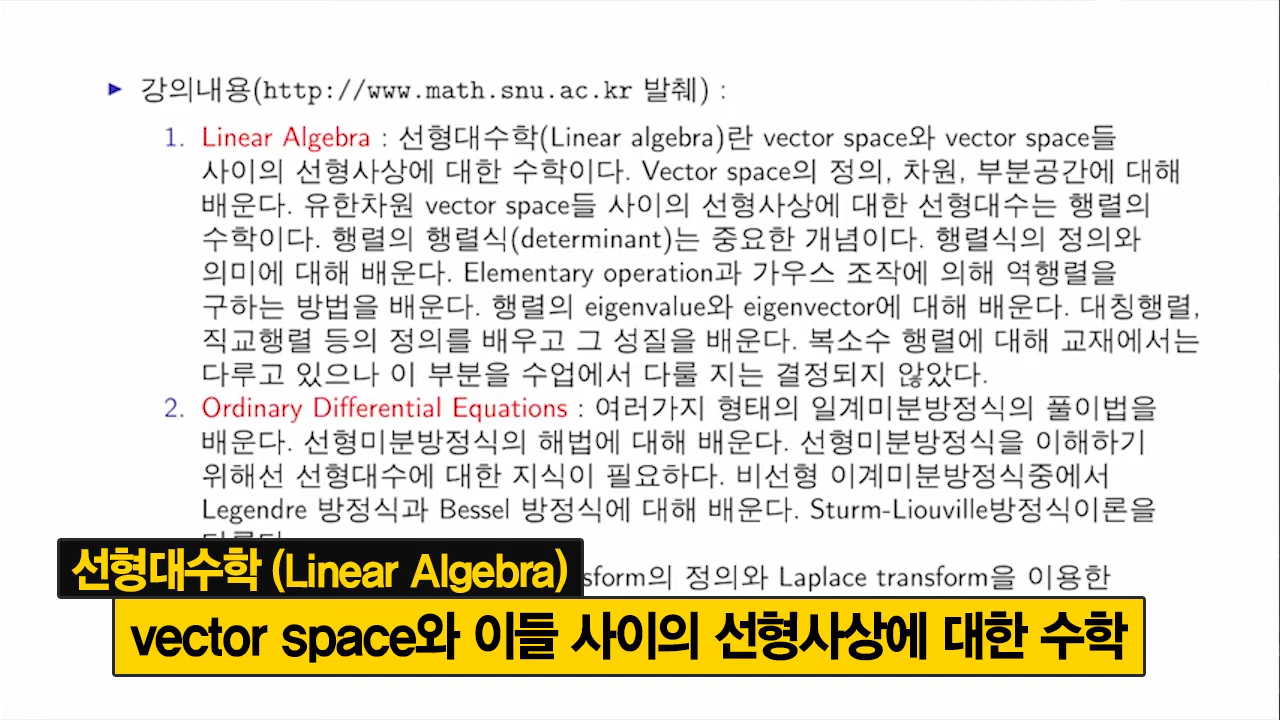 ▶ 강의내용(http://www.math.snu.ac.kr 발췌) :
1. Linear Algebra : 선형대수학(Linear algebra)란 vector space와 vector space들
사이의 선형사상에 대한 수학이다. Vector space의 정의, 차원, 부분공간에 대해
배운다. 유한차원 vector space들 사이의 선형사상에 대한 선형대수는 행렬의
수학이다. 행렬의 행렬식(determinant)는 중요한 개념이다. 행렬식의 정의와
의미에 대해 배운다. Elementary operation과 가우스 조작에 의해 역행렬을
구하는 방법을 배운다. 행렬의 eigenvalue와 eigenvector에 대해 배운다. 대칭행렬,
직교행렬 등의 정의를 배우고 그 성질을 배운다. 복소수 행렬에 대해 교재에서는
다루고 있으나 이 부분을 수업에서 다룰 지는 결정되지 않았다.
2. Ordinary Differential Equations : 여러가지 형태의 일계미분방정식의 풀이법을
배운다. 선형미분방정식의 해법에 대해 배운다. 선형미분방정식을 이해하기
위해선 선형대수에 대한 지식이 필요하다. 비선형 이계미분방정식중에서
Legendre 방정식과 Bessel 방정식에 대해 배운다. Sturm-Liouville방정식이론을
sform의 정의와 Laplace transform을 이용한
선형대수학 (Linear Algebra)
vector space와 이들 사이의 선형사상에 대한 수학